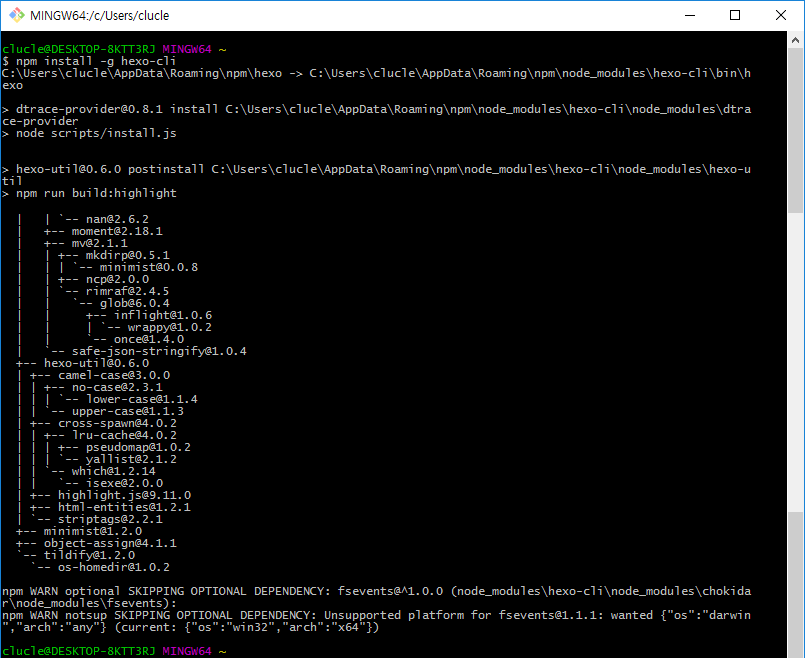 MINGW64:/c/Users/clucle
clucle@DESKTOP-8KTT3RJ MINGW64 ~
$ npm install -g hexo-cli
C:\Users\clucle\AppData\Roaming\npm\hexo -> C:\Users\clucle\AppData\Roaming\npm\node_modules\hexo-cli\bin\h
exo
> dtrace-provider@0.8.1 install C:\Users\clucle\AppData\Roaming\npm\node_modules\hexo-cli\node_modules\dtra
ce-provider
> node scripts/install.js
> hexo-util@0.6.0 postinstall C:\Users\clucle\AppData\Roaming\npm\node_modules\hexo-cli\node_modules\hexo-u
til
> npm run build:highlight
  |   | `-- nan@2.6.2
  |   +-- moment@2.18.1
  |   +-- mv@2.1.1
  |   | +-- mkdirp@0.5.1
  |   | | `-- minimist@0.0.8
  |   | +-- ncp@2.0.0
  |   | `-- rimraf@2.4.5
  |   |   `-- glob@6.0.4
  |   |     +-- inflight@1.0.6
  |   |     | `-- wrappy@1.0.2
  |   |     `-- once@1.4.0
  |   `-- safe-json-stringify@1.0.4
  +-- hexo-util@0.6.0
  | +-- camel-case@3.0.0
  | | +-- no-case@2.3.1
  | | | `-- lower-case@1.1.4
  | | `-- upper-case@1.1.3
  | +-- cross-spawn@4.0.2
  | | +-- lru-cache@4.0.2
  | | | +-- pseudomap@1.0.2
  | | | `-- yallist@2.1.2
  | | `-- which@1.2.14
  | |   `-- isexe@2.0.0
  | +-- highlight.js@9.11.0
  | +-- html-entities@1.2.1
  | `-- striptags@2.2.1
  +-- minimist@1.2.0
  +-- object-assign@4.1.1
  `-- tildify@1.2.0
    `-- os-homedir@1.0.2
npm WARN optional SKIPPING OPTIONAL DEPENDENCY: fsevents@^1.0.0 (node_modules\hexo-cli\node_modules\chokida
r\node_modules\fsevents):
npm WARN notsup SKIPPING OPTIONAL DEPENDENCY: Unsupported platform for fsevents@1.1.1: wanted {"os":"darwin
","arch":"any"} (current: {"os":"win32","arch":"x64"})
clucle@DESKTOP-8KTT3RJ MINGW64 ~